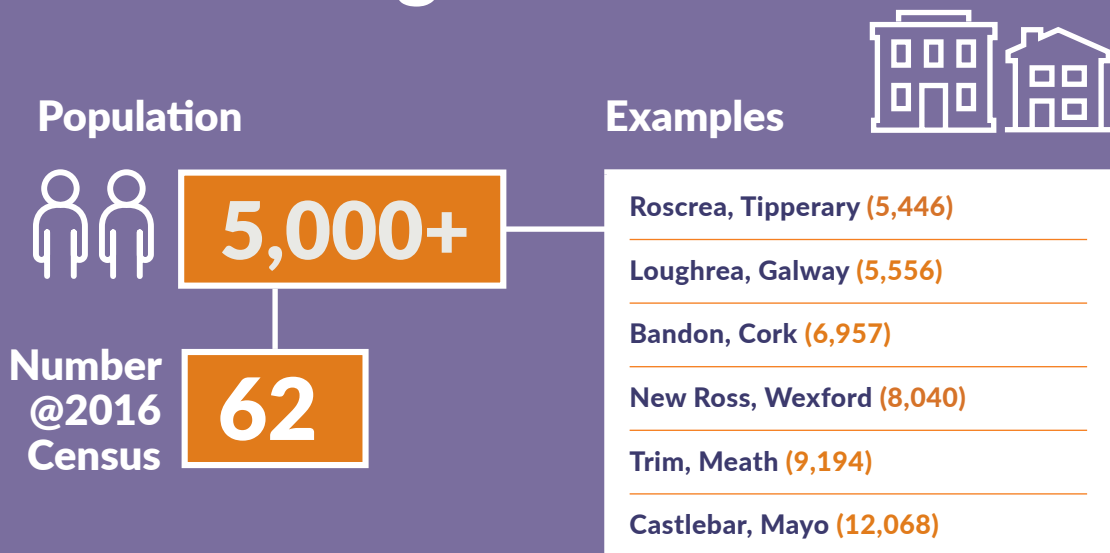 Population
5,000+
Number
@2016
Census
62
Examples
Roscrea, Tipperary (5,446)
Loughrea, Galway (5,556)
Bandon, Cork (6,957)
New Ross, Wexford (8,040)
Trim, Meath (9,194)
Castlebar, Mayo (12,068)